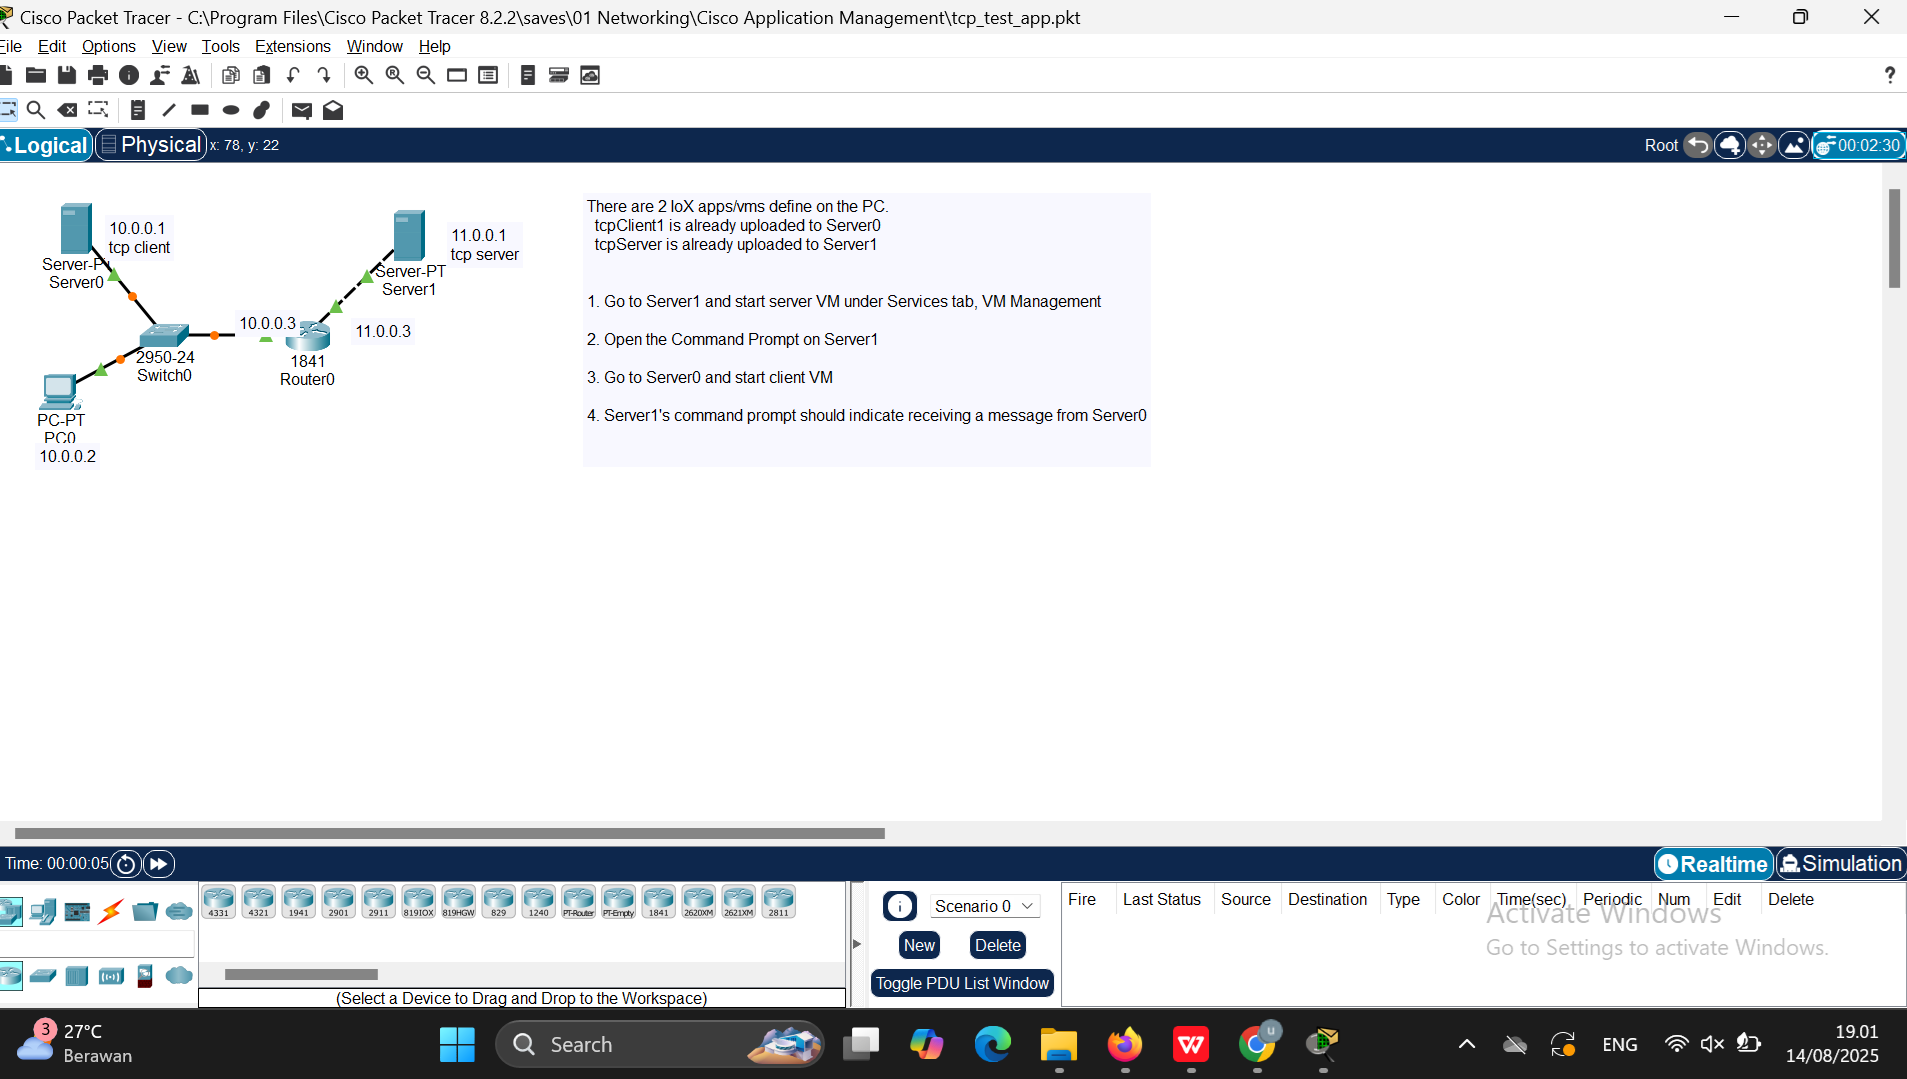 Cisco Packet Tracer - C:\Program Files\Cisco Packet Tracer 8.2.2\saves\01 Networking\Cisco Application Management\tcp_test_app.pkt
File Edit Options View Tools Extensions Window Help
?
Logical Physical x: 78, y: 22
Root 00:02:30
10.0.0.1
tcp client
Server-P
Server0
11.0.0.1
tcp server
Server-PT
Server1
10.0.0.3
11.0.0.3
2950-24
Switch0
1841
Router0
PC-PT
PC0
10.0.0.2
There are 2 IoX apps/vms define on the PC.
tcpClient1 is already uploaded to Server0
tcpServer is already uploaded to Server1
1. Go to Server1 and start server VM under Services tab, VM Management
2. Open the Command Prompt on Server1
3. Go to Server0 and start client VM
4. Server1's command prompt should indicate receiving a message from Server0
Time: 00:00:05
Realtime Simulation
4331 4321 1941 2901 2911 819IOX 819HGW 829 1240 PT-Router PT-Empty 1841 2620XM 2621XM 2811
(Select a Device to Drag and Drop to the Workspace)
Scenario 0
New Delete
Toggle PDU List Window
Fire Last Status Source Destination Type Color Time(sec) Periodic Num Edit Delete
Activate Windows
Go to Settings to activate Windows.
3
27°C
Berawan
Search
W
u
ENG
19.01
14/08/2025